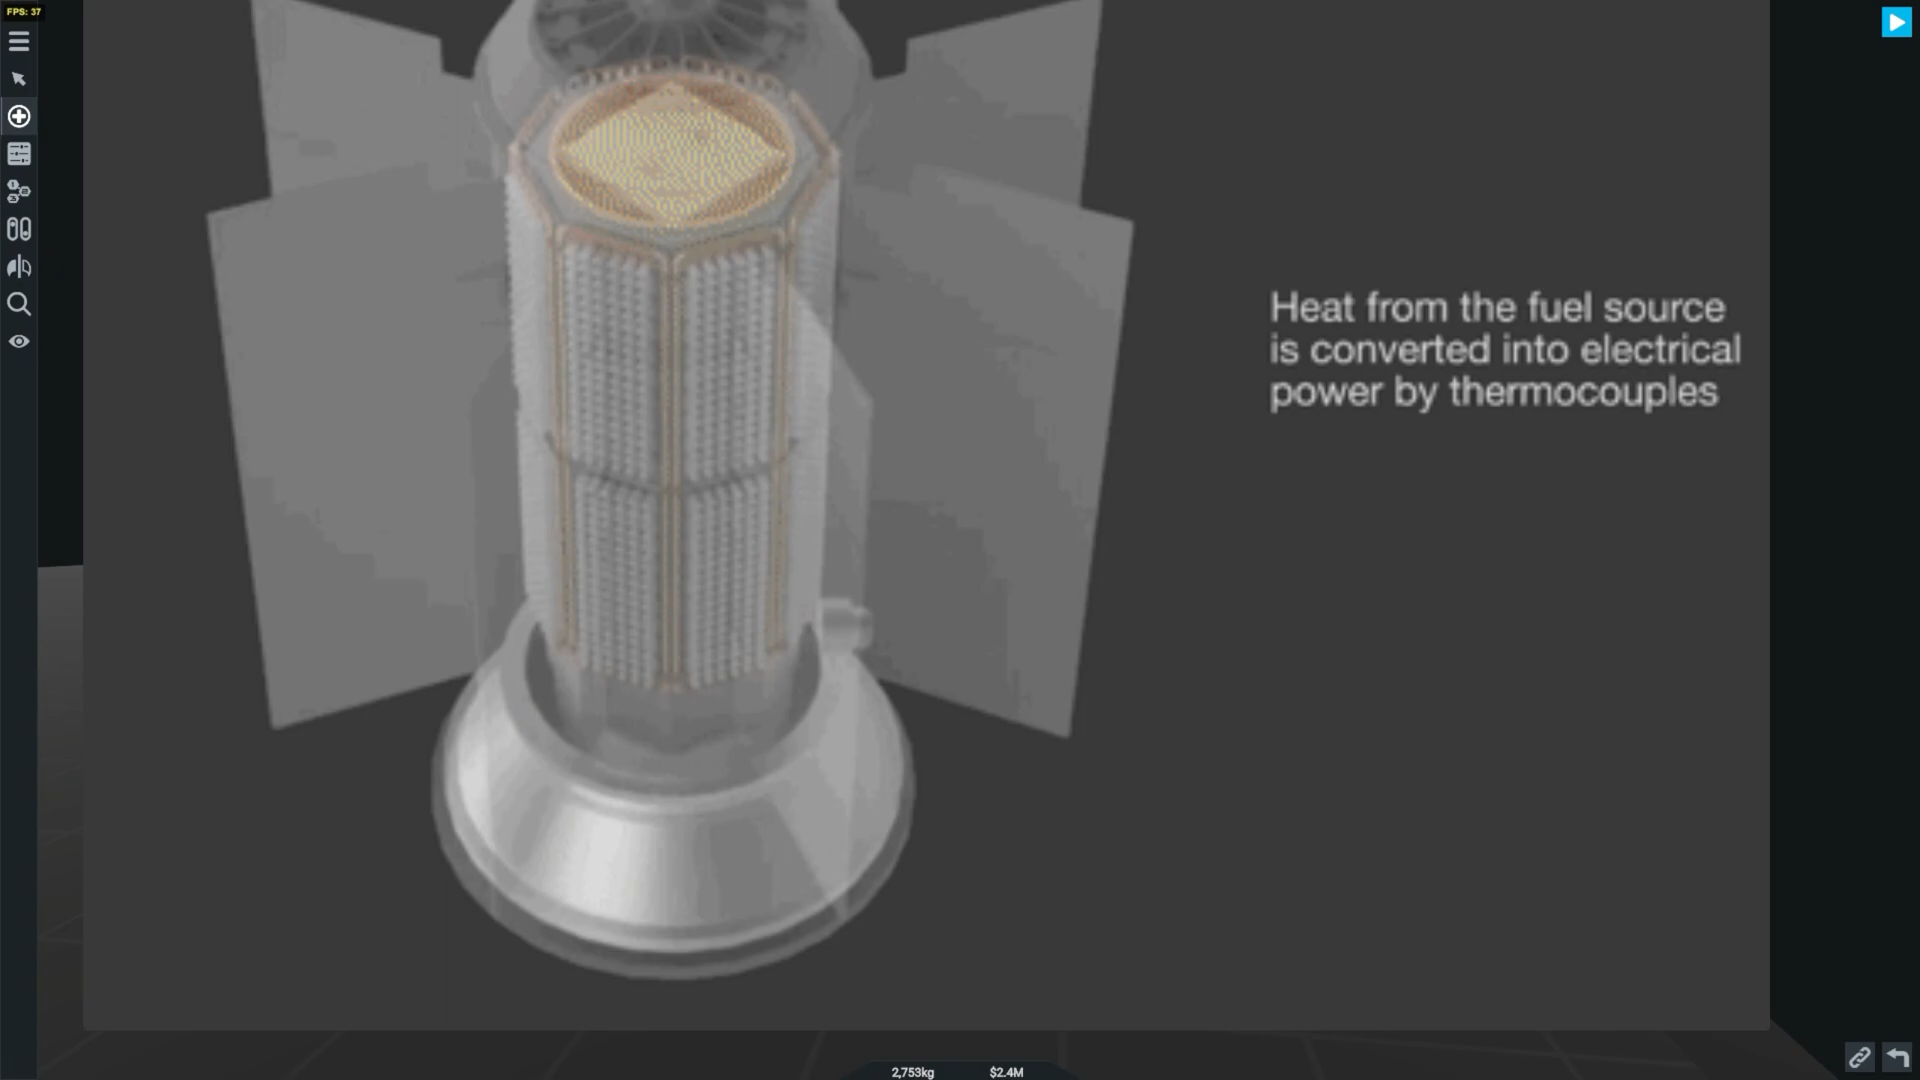 FPS: 37
Heat from the fuel source
is converted into electrical
power by thermocouples
2,753kg $2.4M